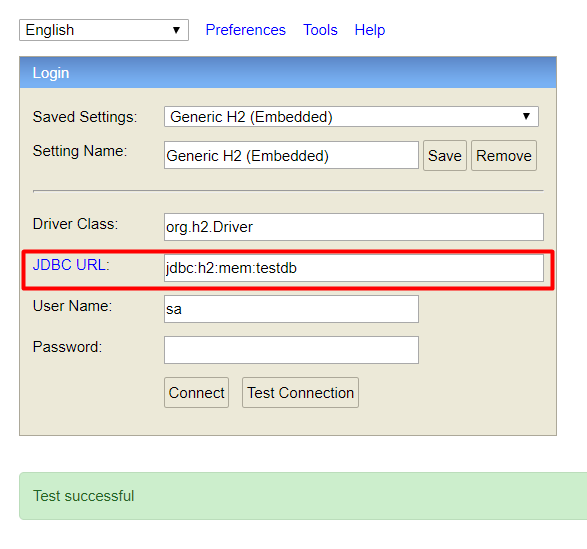 English Preferences Tools Help
Login
Saved Settings: Generic H2 (Embedded)
Setting Name: Generic H2 (Embedded) Save Remove
Driver Class: org.h2.Driver
JDBC URL: jdbc:h2:mem:testdb
User Name: sa
Password:
Connect Test Connection
Test successful